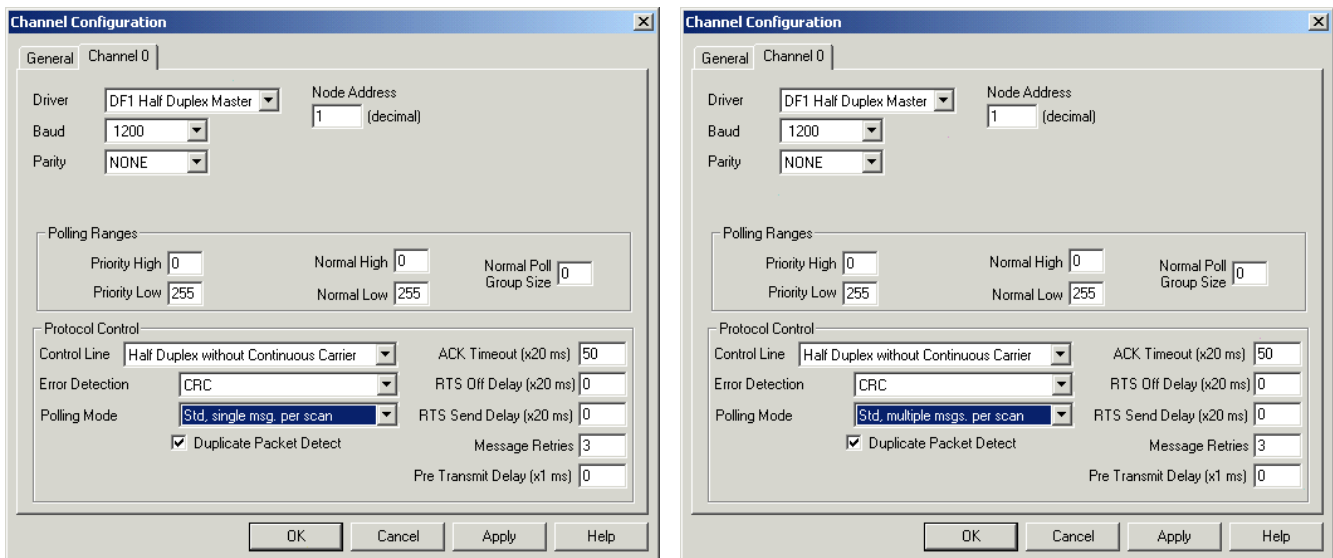 Channel Configuration
General Channel 0
Driver DF1 Half Duplex Master Node Address
1 (decimal)
Baud 1200
Parity NONE
Polling Ranges
Priority High 0 Normal High 0 Normal Poll
Group Size 0
Priority Low 255 Normal Low 255
Protocol Control
Control Line Half Duplex without Continuous Carrier ACK Timeout (x20 ms) 50
Error Detection CRC RTS Off Delay (x20 ms) 0
Polling Mode Std, single msg. per scan RTS Send Delay (x20 ms) 0
Duplicate Packet Detect Message Retries 3
Pre Transmit Delay (x1 ms) 0
OK Cancel Apply Help
Channel Configuration
General Channel 0
Driver DF1 Half Duplex Master Node Address
1 (decimal)
Baud 1200
Parity NONE
Polling Ranges
Priority High 0 Normal High 0 Normal Poll
Group Size 0
Priority Low 255 Normal Low 255
Protocol Control
Control Line Half Duplex without Continuous Carrier ACK Timeout (x20 ms) 50
Error Detection CRC RTS Off Delay (x20 ms) 0
Polling Mode Std, multiple msgs. per scan RTS Send Delay (x20 ms) 0
Duplicate Packet Detect Message Retries 3
Pre Transmit Delay (x1 ms) 0
OK Cancel Apply Help